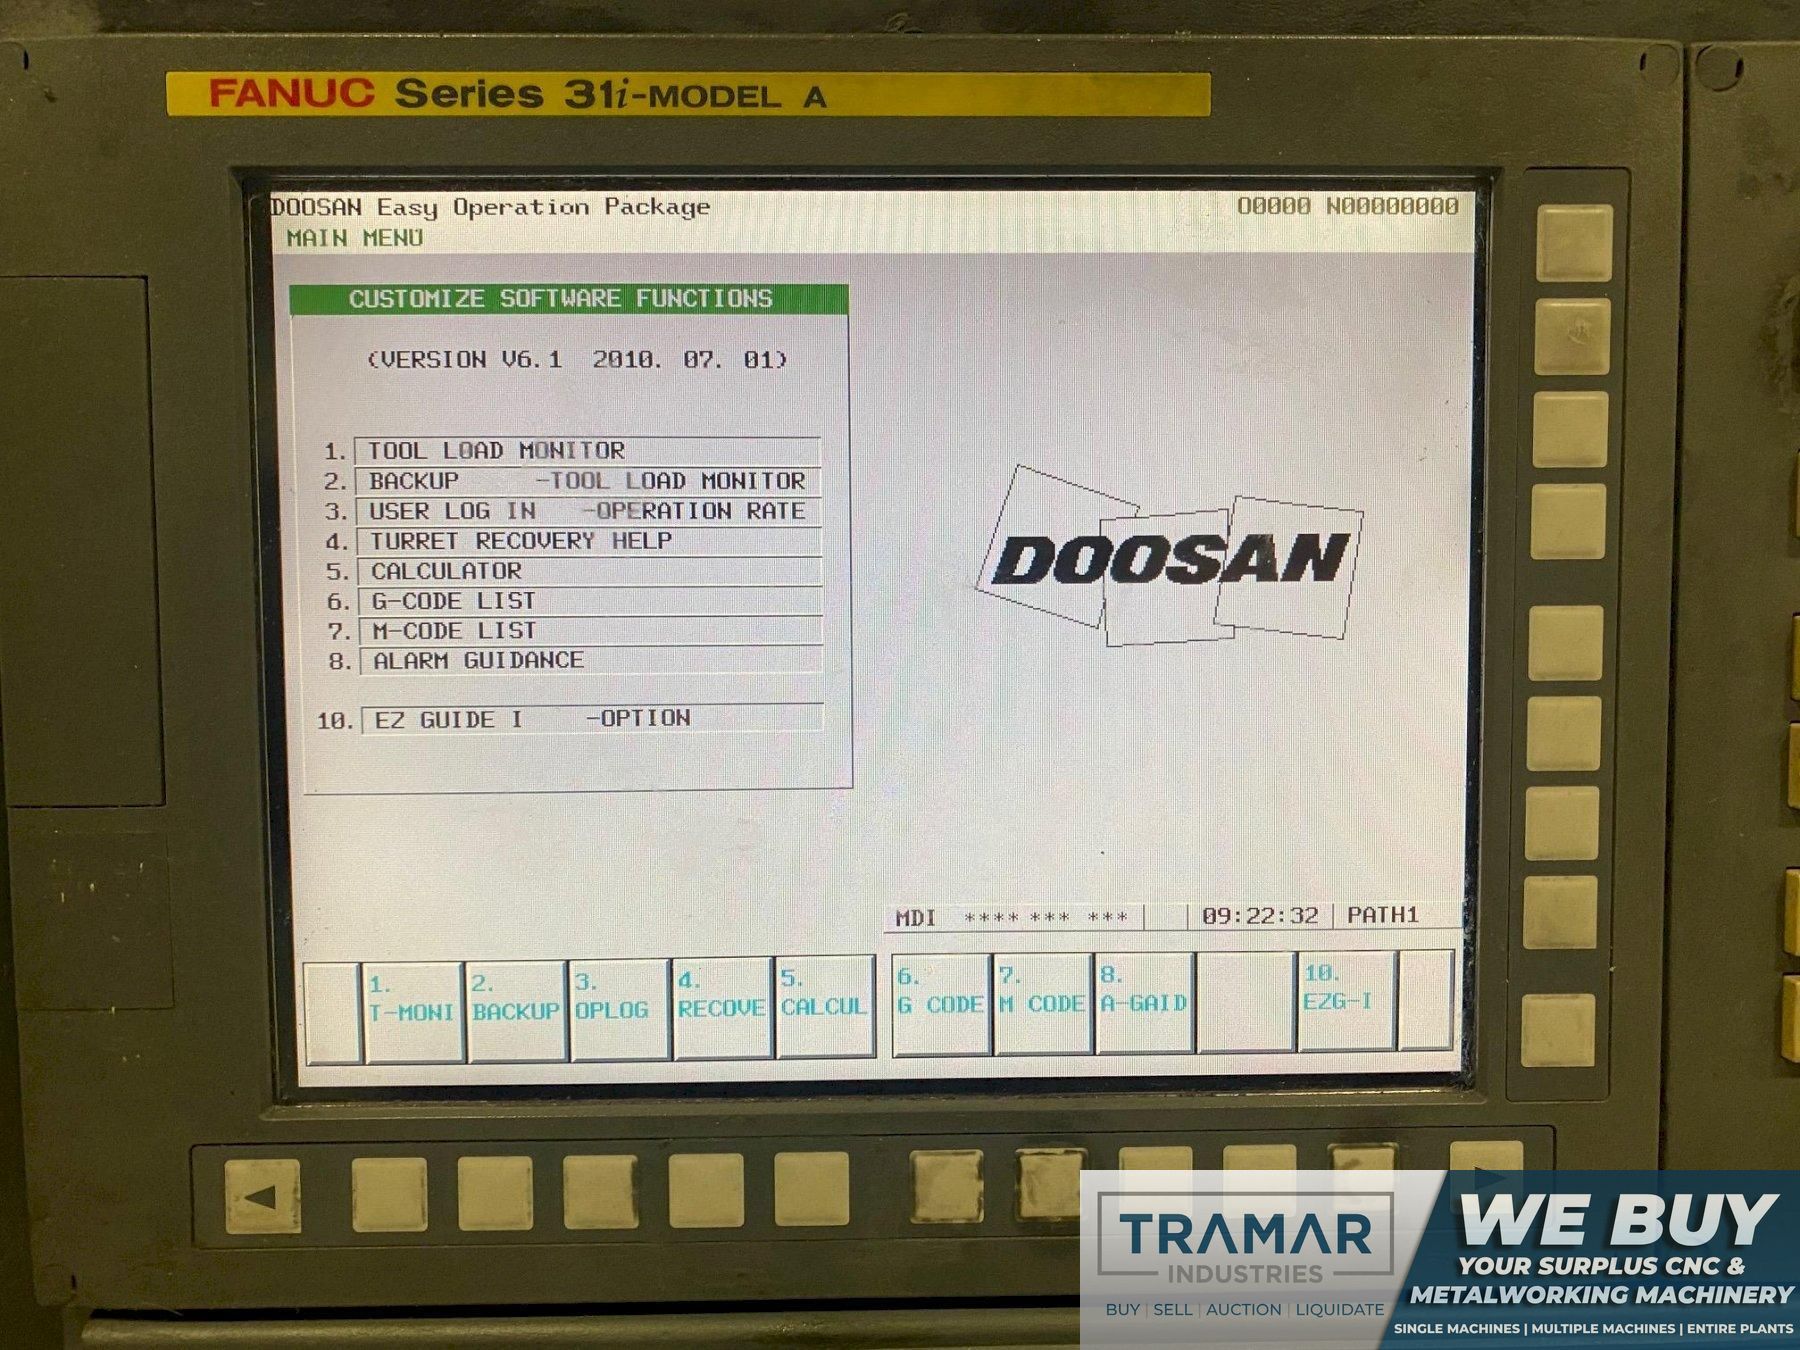 FANUC Series 31i-MODEL A
DOOSAN Easy Operation Package O0000 N00000000
MAIN MENU
CUSTOMIZE SOFTWARE FUNCTIONS
(VERSION V6.1 2010. 07. 01)
1. TOOL LOAD MONITOR
2. BACKUP -TOOL LOAD MONITOR
3. USER LOG IN -OPERATION RATE
4. TURRET RECOVERY HELP
5. CALCULATOR
6. G-CODE LIST
7. M-CODE LIST
8. ALARM GUIDANCE
10. EZ GUIDE I -OPTION
DOOSAN
MDI **** *** *** 09:22:32 PATH1
1. 2. 3. 4. 5. 6. 7. 8. 10.
T-MONI BACKUP OPLOG RECOVE CALCUL G CODE M CODE A-GAID EZG-I
TRAMAR
INDUSTRIES
BUY | SELL | AUCTION | LIQUIDATE
WE BUY
YOUR SURPLUS CNC &
METALWORKING MACHINERY
SINGLE MACHINES | MULTIPLE MACHINES | ENTIRE PLANTS